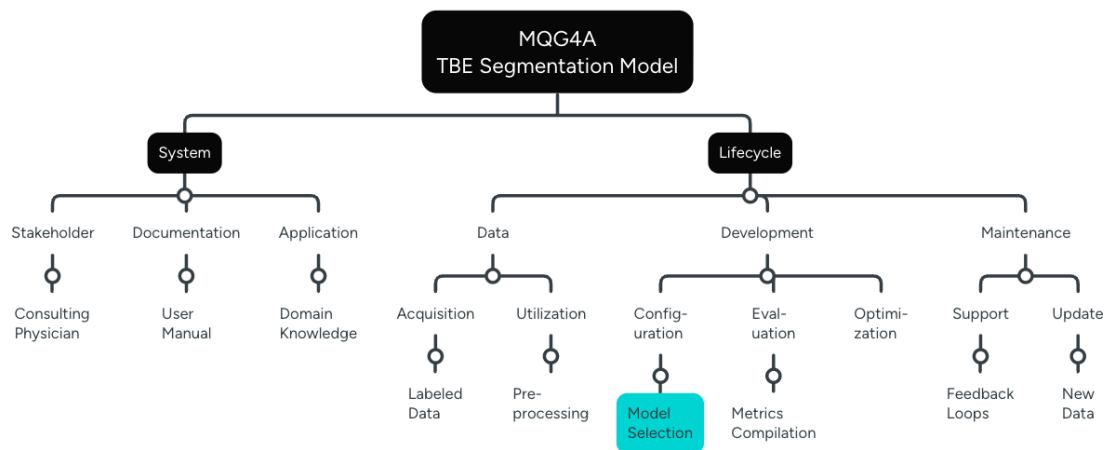 MQG4A
TBE Segmentation Model
System
Lifecycle
Stakeholder
Documentation
Application
Data
Development
Maintenance
Consulting
Physician
User
Manual
Domain
Knowledge
Acquisition
Utilization
Config-
uration
Eval-
uation
Optimi-
zation
Support
Update
Labeled
Data
Pre-
processing
Model
Selection
Metrics
Compilation
Feedback
Loops
New
Data